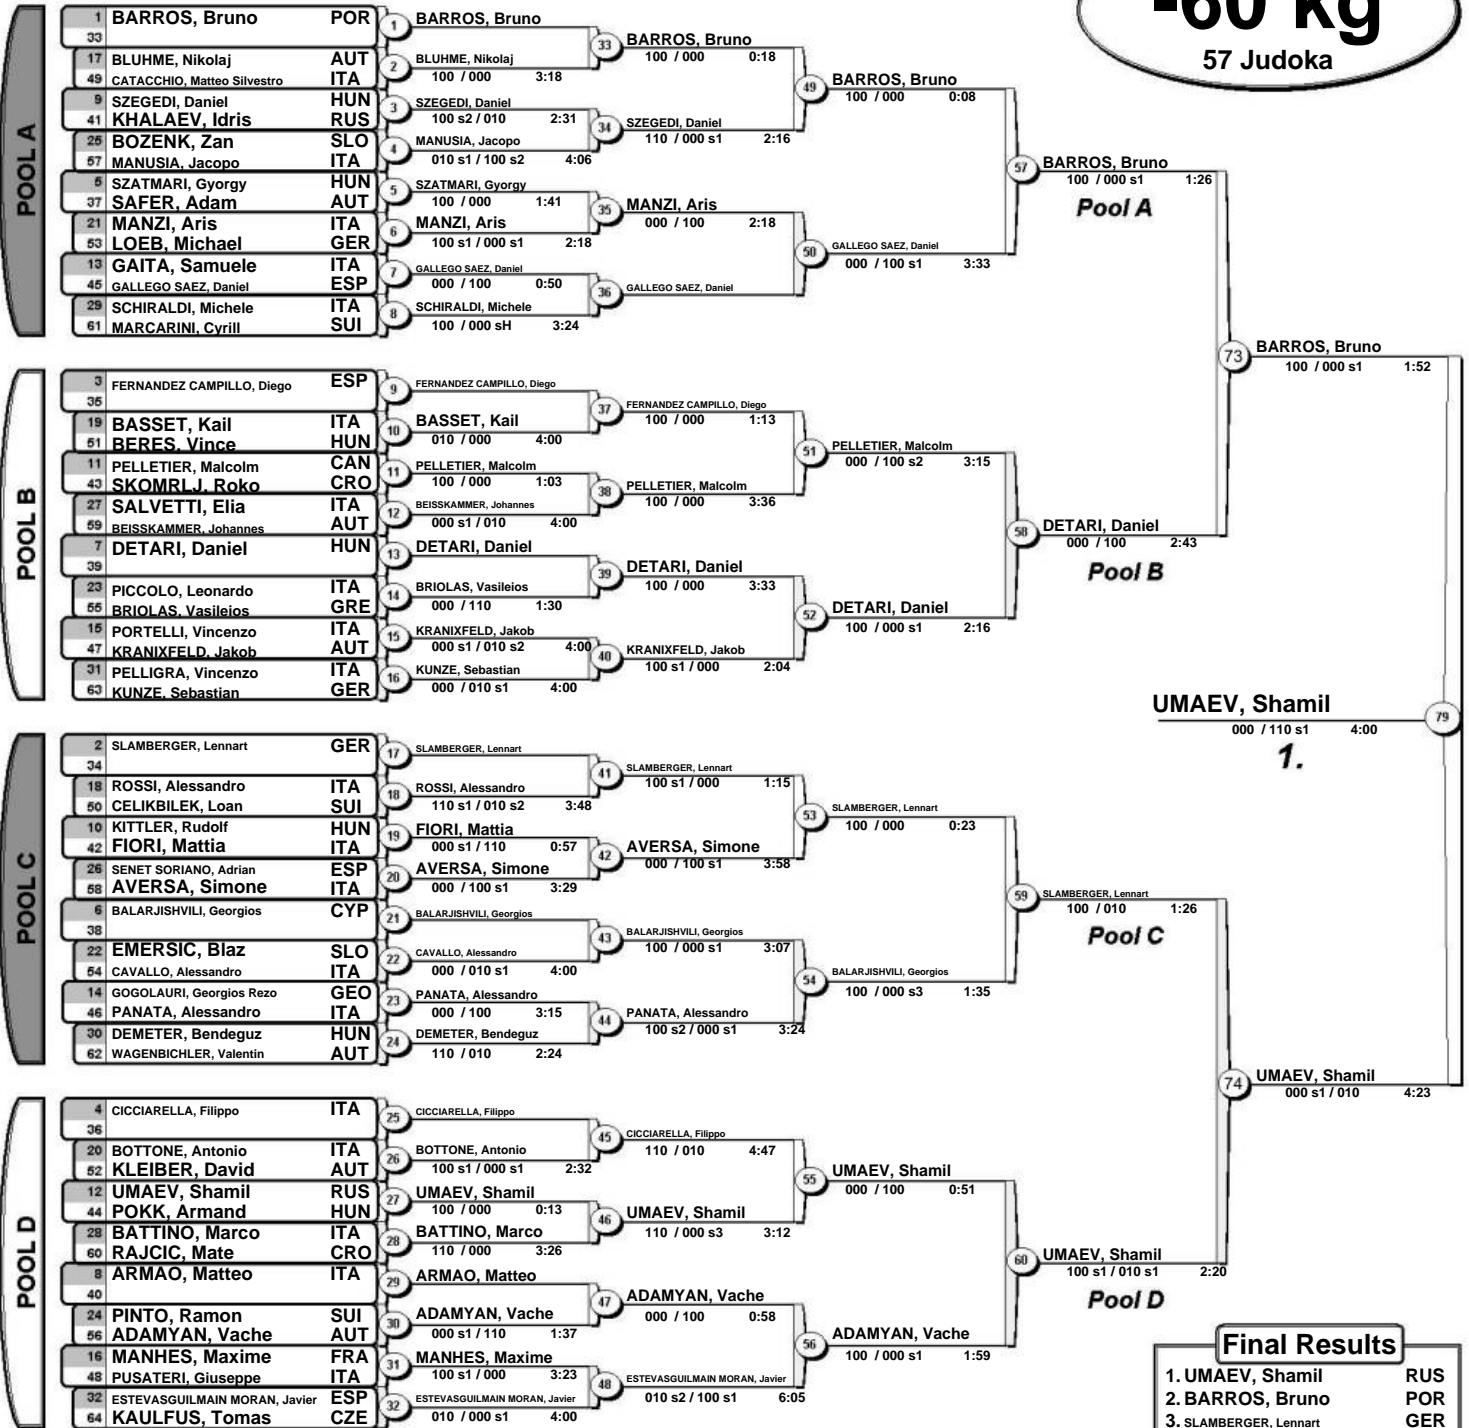 -60 kg
57 Judoka
POOL A
1 BARROS, Bruno POR
33
17 BLUHME, Nikolaj AUT
49 CATACCHIO, Matteo Silvestro ITA
9 SZEGEDI, Daniel HUN
41 KHALAEV, Idris RUS
25 BOZENK, Zan SLO
57 MANUSIA, Jacopo ITA
5 SZATMARI, Gyorgy HUN
37 SAFER, Adam AUT
21 MANZI, Aris ITA
53 LOEB, Michael GER
13 GAITA, Samuele ITA
45 GALLEGO SAEZ, Daniel ESP
29 SCHIRALDI, Michele ITA
61 MARCARINI, Cyrill SUI
1 BARROS, Bruno
2 BLUHME, Nikolaj
100 / 000 3:18
3 SZEGEDI, Daniel
100 s2 / 010 2:31
4 MANUSIA, Jacopo
010 s1 / 100 s2 4:06
5 SZATMARI, Gyorgy
100 / 000 1:41
6 MANZI, Aris
100 s1 / 000 s1 2:18
7 GALLEGO SAEZ, Daniel
000 / 100 0:50
8 SCHIRALDI, Michele
100 / 000 sH 3:24
33 BARROS, Bruno
100 / 000 0:18
34 SZEGEDI, Daniel
110 / 000 s1 2:16
35 MANZI, Aris
000 / 100 2:18
36 GALLEGO SAEZ, Daniel
49 BARROS, Bruno
100 / 000 0:08
50 GALLEGO SAEZ, Daniel
000 / 100 s1 3:33
57 BARROS, Bruno
100 / 000 s1 1:26
Pool A
POOL B
3 FERNANDEZ CAMPILLO, Diego ESP
35
19 BASSET, Kail ITA
51 BERES, Vince HUN
11 PELLETIER, Malcolm CAN
43 SKOMRLJ, Roko CRO
27 SALVETTI, Elia ITA
59 BEISSKAMMER, Johannes AUT
7 DETARI, Daniel HUN
39
23 PICCOLO, Leonardo ITA
55 BRIOLAS, Vasileios GRE
15 PORTELLI, Vincenzo ITA
47 KRANIXFELD, Jakob AUT
31 PELLIGRA, Vincenzo ITA
63 KUNZE, Sebastian GER
9 FERNANDEZ CAMPILLO, Diego
10 BASSET, Kail
010 / 000 4:00
11 PELLETIER, Malcolm
100 / 000 1:03
12 BEISSKAMMER, Johannes
000 s1 / 010 4:00
13 DETARI, Daniel
14 BRIOLAS, Vasileios
000 / 110 1:30
15 KRANIXFELD, Jakob
000 s1 / 010 s2 4:00
16 KUNZE, Sebastian
000 / 010 s1 4:00
37 FERNANDEZ CAMPILLO, Diego
100 / 000 1:13
38 PELLETIER, Malcolm
100 / 000 3:36
39 DETARI, Daniel
100 / 000 3:33
40 KRANIXFELD, Jakob
100 s1 / 000 2:04
51 PELLETIER, Malcolm
000 / 100 s2 3:15
52 DETARI, Daniel
100 / 000 s1 2:16
58 DETARI, Daniel
000 / 100 2:43
Pool B
73 BARROS, Bruno
100 / 000 s1 1:52
UMAEV, Shamil 79
000 / 110 s1 4:00
1.
POOL C
2 SLAMBERGER, Lennart GER
34
18 ROSSI, Alessandro ITA
50 CELIKBILEK, Loan SUI
10 KITTLER, Rudolf HUN
42 FIORI, Mattia ITA
26 SENET SORIANO, Adrian ESP
58 AVERSA, Simone ITA
6 BALARJISHVILI, Georgios CYP
38
22 EMERSIC, Blaz SLO
54 CAVALLO, Alessandro ITA
14 GOGOLAURI, Georgios Rezo GEO
46 PANATA, Alessandro ITA
30 DEMETER, Bendeguz HUN
62 WAGENBICHLER, Valentin AUT
17 SLAMBERGER, Lennart
18 ROSSI, Alessandro
110 s1 / 010 s2 3:48
19 FIORI, Mattia
000 s1 / 110 0:57
20 AVERSA, Simone
000 / 100 s1 3:29
21 BALARJISHVILI, Georgios
22 CAVALLO, Alessandro
000 / 010 s1 4:00
23 PANATA, Alessandro
000 / 100 3:15
24 DEMETER, Bendeguz
110 / 010 2:24
41 SLAMBERGER, Lennart
100 s1 / 000 1:15
42 AVERSA, Simone
000 / 100 s1 3:58
43 BALARJISHVILI, Georgios
100 / 000 s1 3:07
44 PANATA, Alessandro
100 s2 / 000 s1 3:24
53 SLAMBERGER, Lennart
100 / 000 0:23
54 BALARJISHVILI, Georgios
100 / 000 s3 1:35
59 SLAMBERGER, Lennart
100 / 010 1:26
Pool C
POOL D
4 CICCIARELLA, Filippo ITA
36
20 BOTTONE, Antonio ITA
52 KLEIBER, David AUT
12 UMAEV, Shamil RUS
44 POKK, Armand HUN
28 BATTINO, Marco ITA
60 RAJCIC, Mate CRO
8 ARMAO, Matteo ITA
40
24 PINTO, Ramon SUI
56 ADAMYAN, Vache AUT
16 MANHES, Maxime FRA
48 PUSATERI, Giuseppe ITA
32 ESTEVASGUILMAIN MORAN, Javier ESP
64 KAULFUS, Tomas CZE
25 CICCIARELLA, Filippo
26 BOTTONE, Antonio
100 s1 / 000 s1 2:32
27 UMAEV, Shamil
100 / 000 0:13
28 BATTINO, Marco
110 / 000 3:26
29 ARMAO, Matteo
30 ADAMYAN, Vache
000 s1 / 110 1:37
31 MANHES, Maxime
100 s1 / 000 3:23
32 ESTEVASGUILMAIN MORAN, Javier
010 / 000 s1 4:00
45 CICCIARELLA, Filippo
110 / 010 4:47
46 UMAEV, Shamil
110 / 000 s3 3:12
47 ADAMYAN, Vache
000 / 100 0:58
48 ESTEVASGUILMAIN MORAN, Javier
010 s2 / 100 s1 6:05
55 UMAEV, Shamil
000 / 100 0:51
56 ADAMYAN, Vache
100 / 000 s1 1:59
60 UMAEV, Shamil
100 s1 / 010 s1 2:20
Pool D
74 UMAEV, Shamil
000 s1 / 010 4:23
Final Results
1. UMAEV, Shamil RUS
2. BARROS, Bruno POR
3. SLAMBERGER, Lennart GER